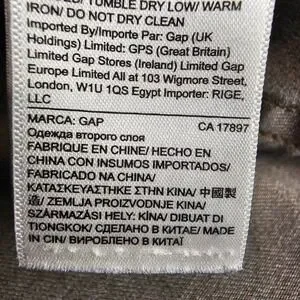 TUMBLE DRY LOW/ WARM
IRON/ DO NOT DRY CLEAN
Imported By/Importe Par: Gap (UK
Holdings) Limited: GPS (Great Britain)
Limited Gap Stores (Ireland) Limited Gap
Europe Limited All at 103 Wigmore Street,
London, W1U 1QS Egypt Importer: RIGE,
LLC
MARCA: GAP CA 17897
Одежда второго слоя
FABRIQUE EN CHINE/ HECHO EN
CHINA CON INSUMOS IMPORTADOS/
FABRICADO NA CHINA/
ΚΑΤΑΣΚΕΥΑΣΤΗΚΕ ΣΤΗΝ ΚΙΝΑ/ 中國製
造/ ZEMLJA PROIZVODNJE KINA/
SZÁRMAZÁSI HELY: KÍNA/ DIBUAT DI
TIONGKOK/ СДЕЛАНО В КИТАЕ/ MADE
IN CIN/ ВИРОБЛЕНО В КИТАЇ